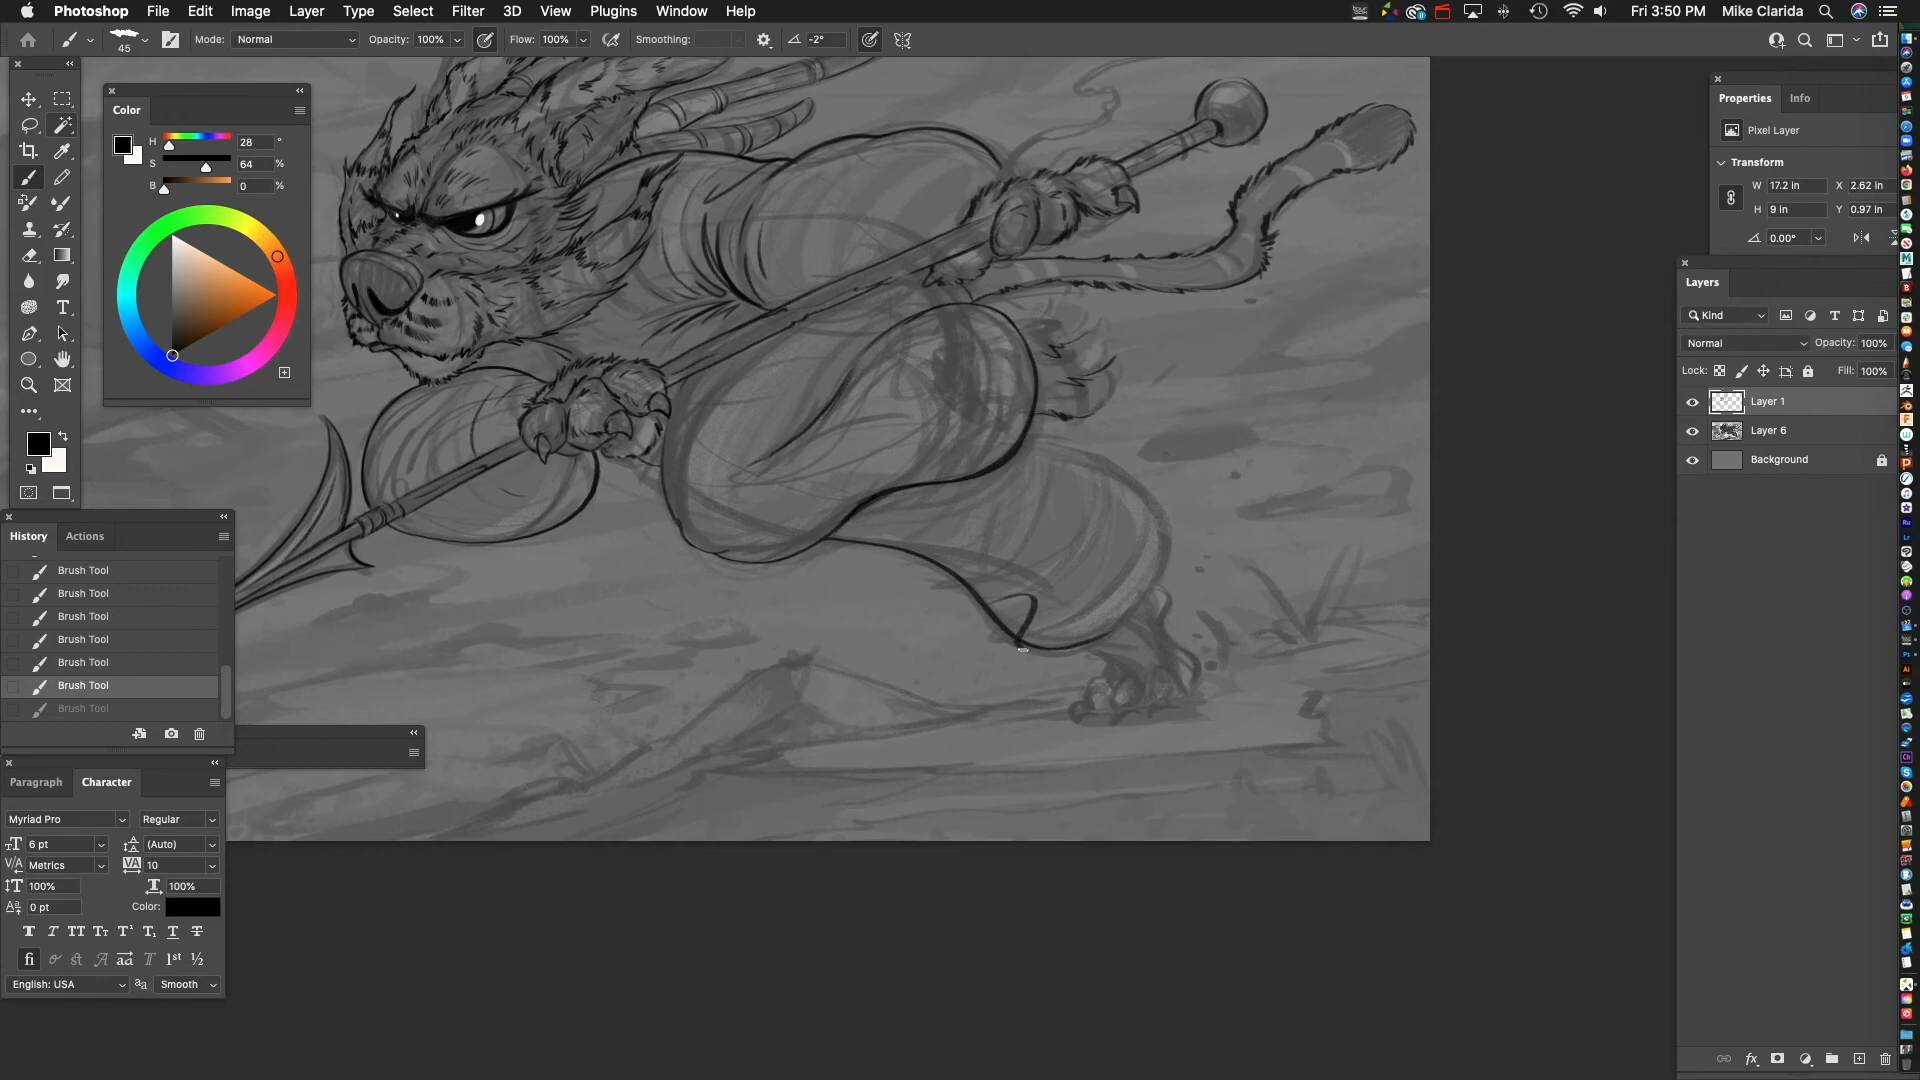 Photoshop File Edit Image Layer Type Select Filter 3D View Plugins Window Help Fri 3:50 PM Mike Clarida
45 Mode: Normal Opacity: 100% Flow: 100% Smoothing: -2°
Color
H 28 °
S 64 %
B 0 %
Properties Info
Pixel Layer
Transform
W 17.2 in X 2.62 in
H 9 in Y 0.97 in
0.00°
Layers
Kind
Normal Opacity: 100%
Lock: Fill: 100%
Layer 1
Layer 6
Background
History Actions
Brush Tool
Brush Tool
Brush Tool
Brush Tool
Brush Tool
Brush Tool
Brush Tool
Paragraph Character
Myriad Pro Regular
6 pt (Auto)
Metrics 10
100% 100%
0 pt Color:
English: USA Smooth